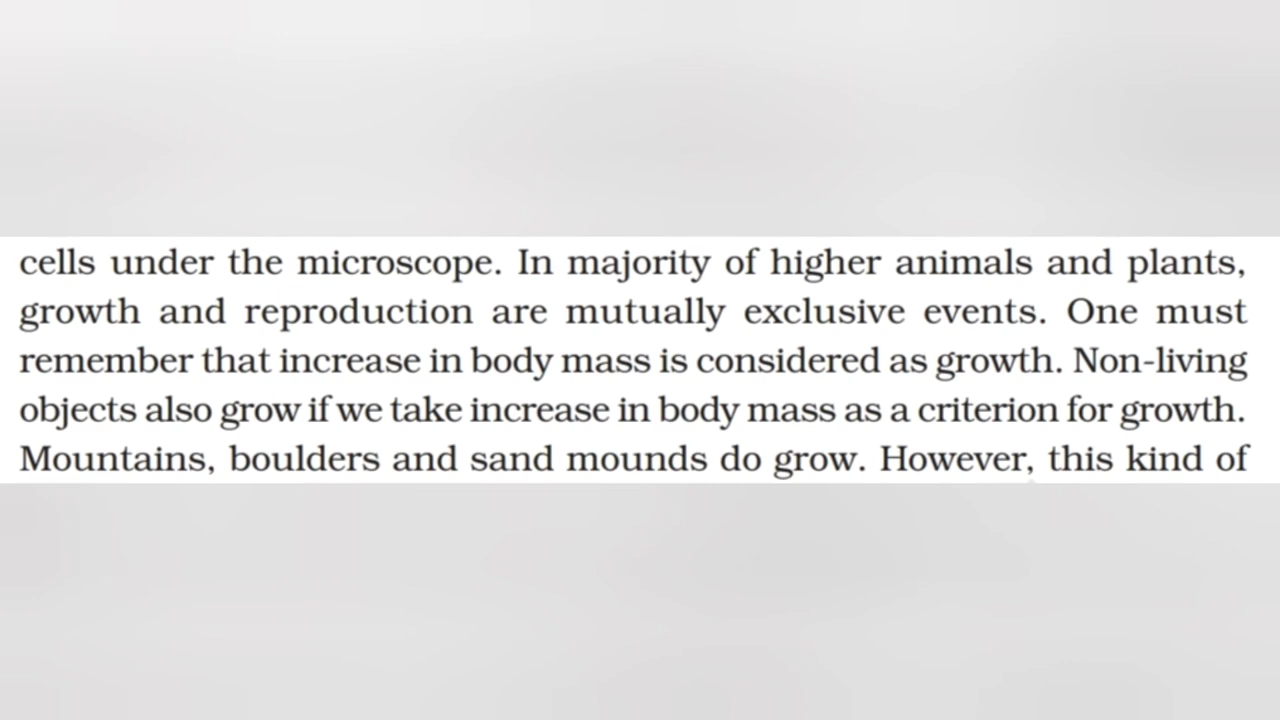 cells under the microscope. In majority of higher animals and plants,
growth and reproduction are mutually exclusive events. One must
remember that increase in body mass is considered as growth. Non-living
objects also grow if we take increase in body mass as a criterion for growth.
Mountains, boulders and sand mounds do grow. However, this kind of